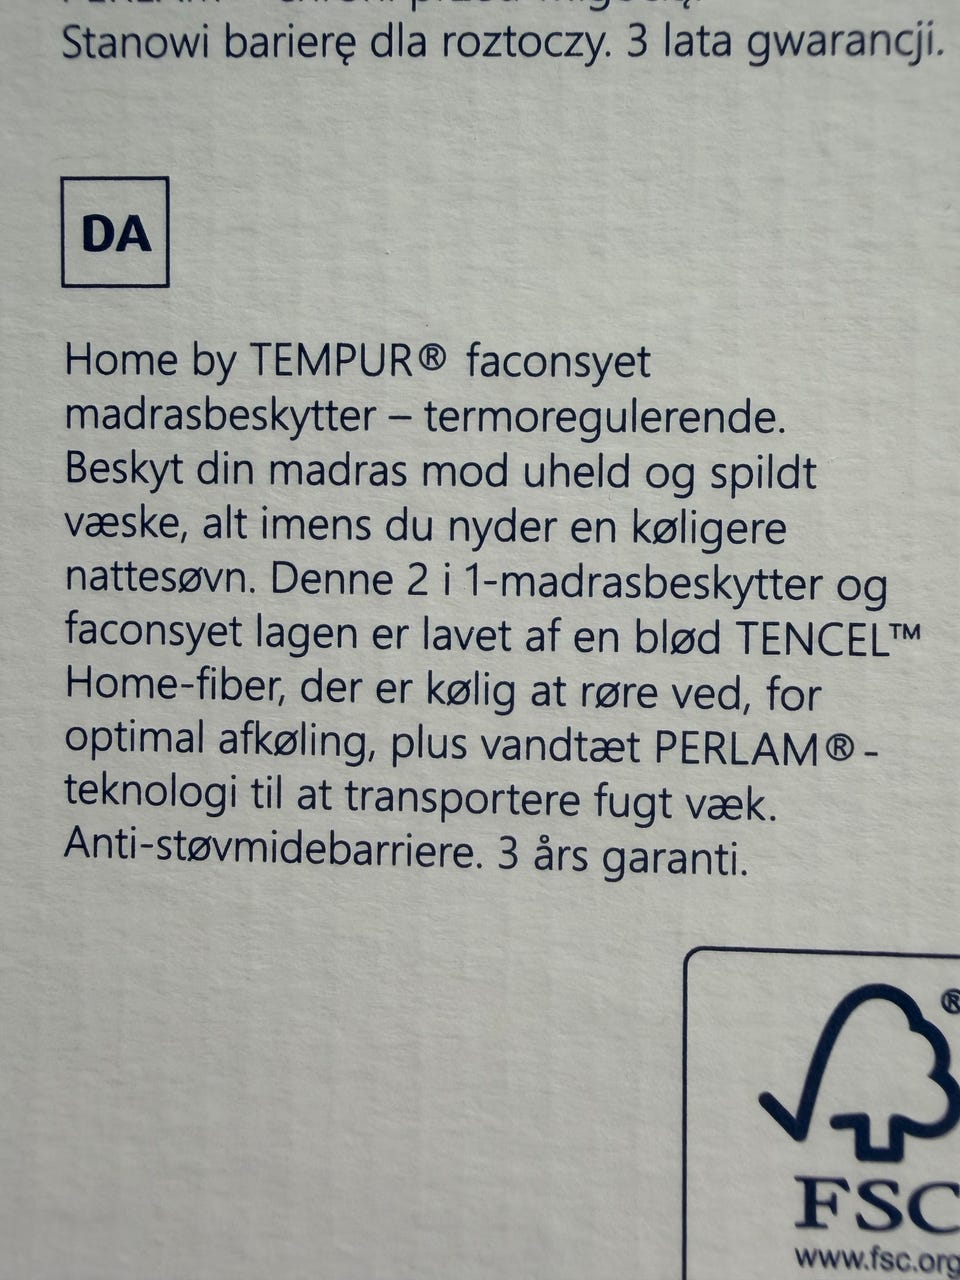 Stanowi barierę dla roztoczy. 3 lata gwarancji.
DA
Home by TEMPUR® faconsyet
madrasbeskytter – termoregulerende.
Beskyt din madras mod uheld og spildt
væske, alt imens du nyder en køligere
nattesøvn. Denne 2 i 1-madrasbeskytter og
faconsyet lagen er lavet af en blød TENCEL™
Home-fiber, der er kølig at røre ved, for
optimal afkøling, plus vandtæt PERLAM®-
teknologi til at transportere fugt væk.
Anti-støvmidebarriere. 3 års garanti.
®
FSC
www.fsc.org